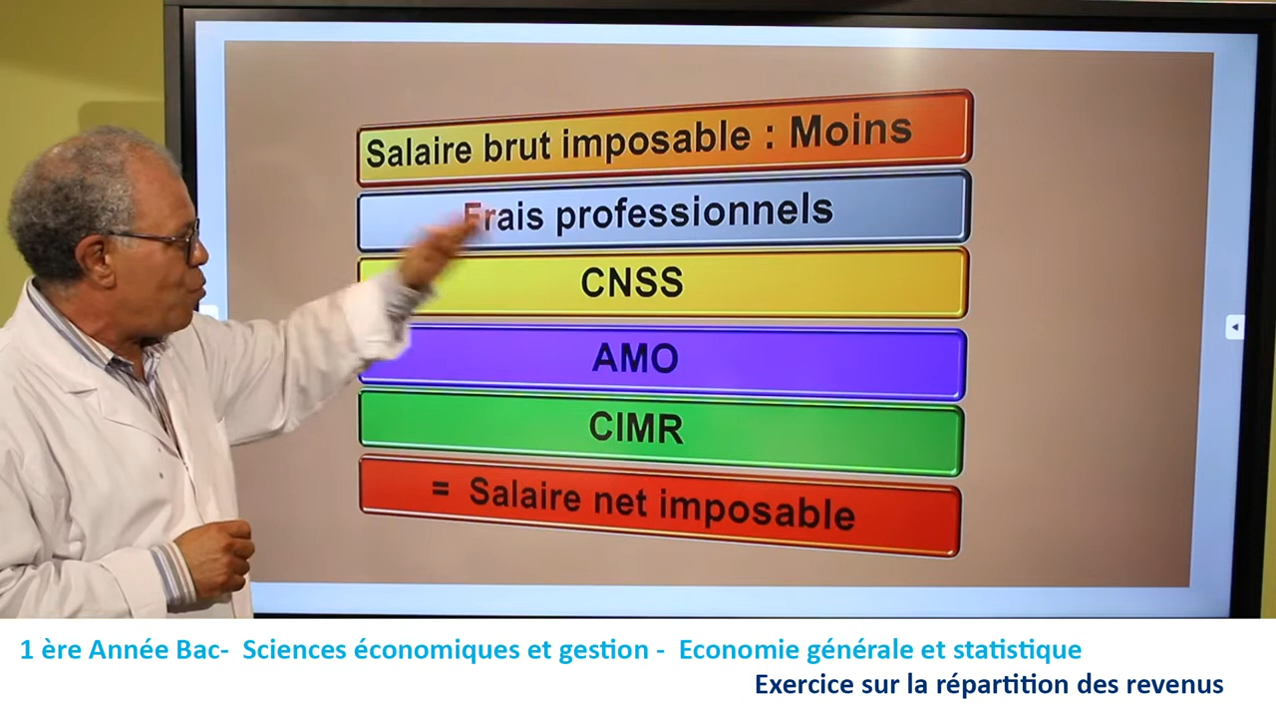 Salaire brut imposable : Moins
Frais professionnels
CNSS
AMO
CIMR
= Salaire net imposable
1 ère Année Bac- Sciences économiques et gestion - Economie générale et statistique
Exercice sur la répartition des revenus